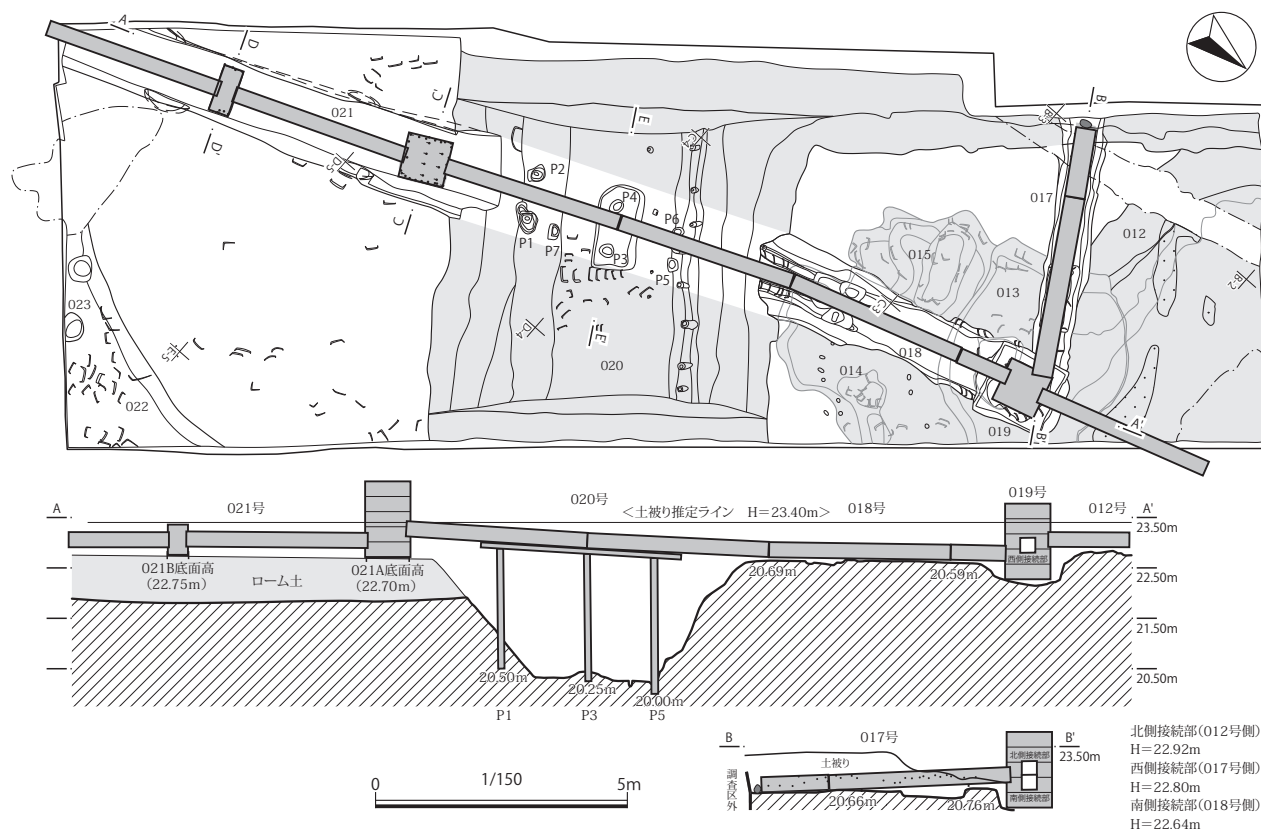 A
D
021
C
D'
D-5
C'
E
C-4
P2
P4
P6
P1
P7
P3
P5
D-4
E'
020
023
E-5
022
B
B-3
017
012
015
013
B-2
C-3
018
014
019
B'
A'
A
021号
020号
<土被り推定ライン H=23.40m>
018号
019号
012号
A'
23.50m
西側接続部
021B底面高
(22.75m)
ローム土
021A底面高
(22.70m)
20.69m
20.59m
22.50m
21.50m
20.50m
20.50m
20.25m
20.00m
P1
P3
P5
B
017号
B'
23.50m
土被り
北側接続部
南側接続部
調査区外
20.66m
20.76m
0
1/150
5m
北側接続部(012号側)
H=22.92m
西側接続部(017号側)
H=22.80m
南側接続部(018号側)
H=22.64m